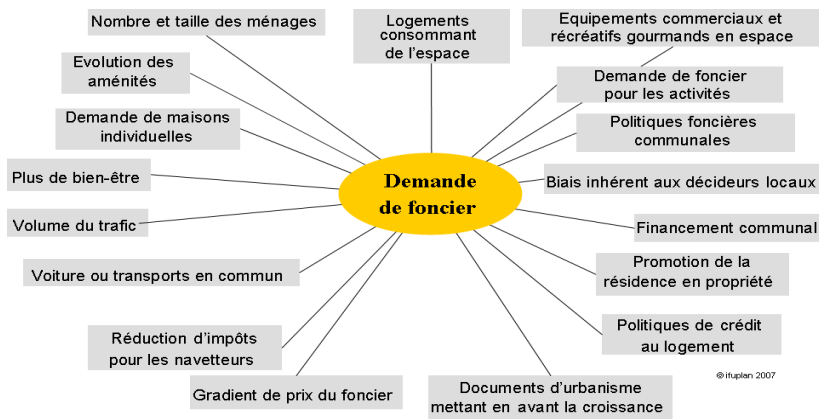 Nombre et taille des ménages
Logements
consommant
de l'espace
Equipements commerciaux et
récréatifs gourmands en espace
Evolution des
aménités
Demande de foncier
pour les activités
Demande de maisons
individuelles
Politiques foncières
communales
Plus de bien-être
Demande
de foncier
Biais inhérent aux décideurs locaux
Volume du trafic
Financement communal
Voiture ou transports en commun
Promotion de la
résidence en propriété
Réduction d'impôts
pour les navetteurs
Politiques de crédit
au logement
Gradient de prix du foncier
Documents d'urbanisme
mettant en avant la croissance
© ifuplan 2007